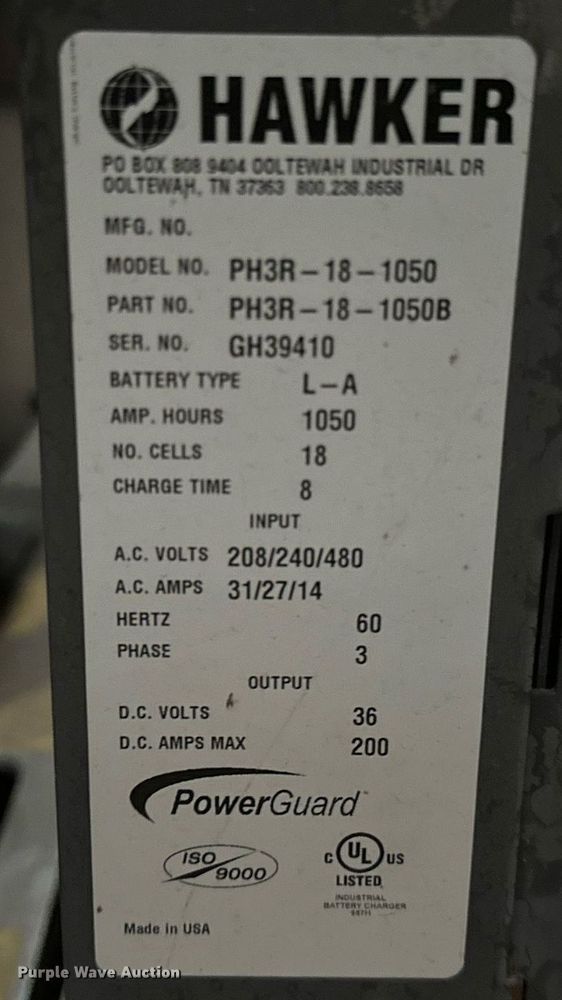 HAWKER
PO BOX 808 9404 OOLTEWAH INDUSTRIAL DR
OOLTEWAH, TN 37363 800.238.8658
MFG. NO.
MODEL NO. PH3R-18-1050
PART NO. PH3R-18-1050B
SER. NO. GH39410
BATTERY TYPE L-A
AMP. HOURS 1050
NO. CELLS 18
CHARGE TIME 8
INPUT
A.C. VOLTS 208/240/480
A.C. AMPS 31/27/14
HERTZ 60
PHASE 3
OUTPUT
D.C. VOLTS 36
D.C. AMPS MAX 200
PowerGuard™
ISO 9000
C UL US
LISTED
INDUSTRIAL
BATTERY CHARGER
Made in USA
Purple Wave Auction